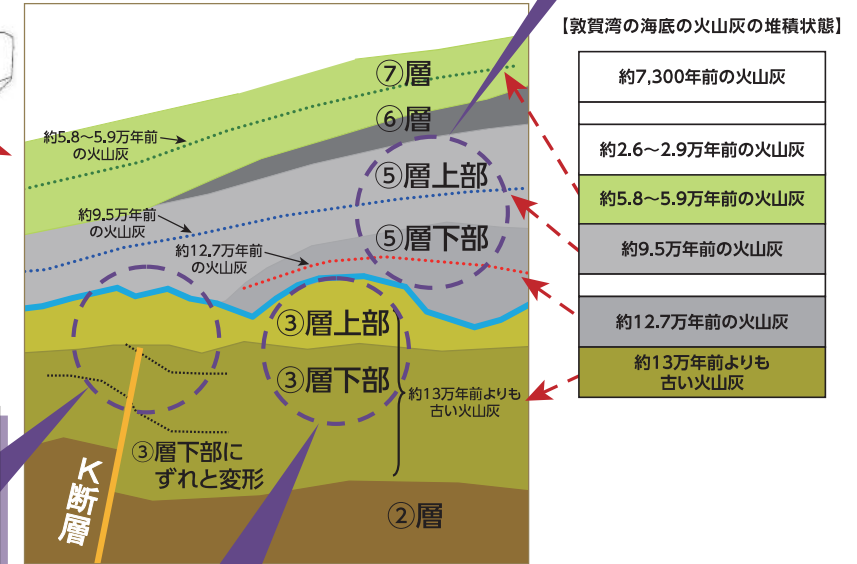 【敦賀湾の海底の火山灰の堆積状態】
⑦層
約5.8～5.9万年前
の火山灰
⑥層
⑤層上部
約9.5万年前
の火山灰
⑤層下部
約12.7万年前
の火山灰
③層上部
③層下部
約13万年前よりも
古い火山灰
③層下部に
ずれと変形
K断層
②層
約7,300年前の火山灰
約2.6～2.9万年前の火山灰
約5.8～5.9万年前の火山灰
約9.5万年前の火山灰
約12.7万年前の火山灰
約13万年前よりも
古い火山灰